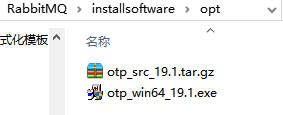 RabbitMQ › installsoftware › opt
式化模板
名称
otp_src_19.1.tar.gz
otp_win64_19.1.exe